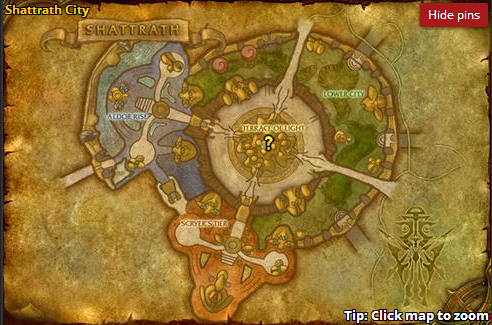 Shattrath City
Hide pins
SHATTRATH
LOWER CITY
ALDOR RISE
TERRACE OF LIGHT
?
SCRYER'S TIER
Tip: Click map to zoom